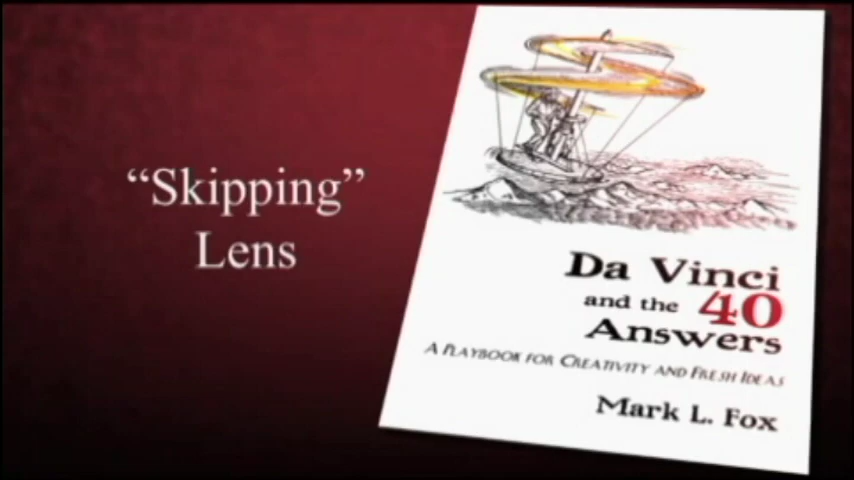 “Skipping”
Lens
Da Vinci
and the 40
Answers
A Playbook for Creativity and Fresh Ideas
Mark L. Fox